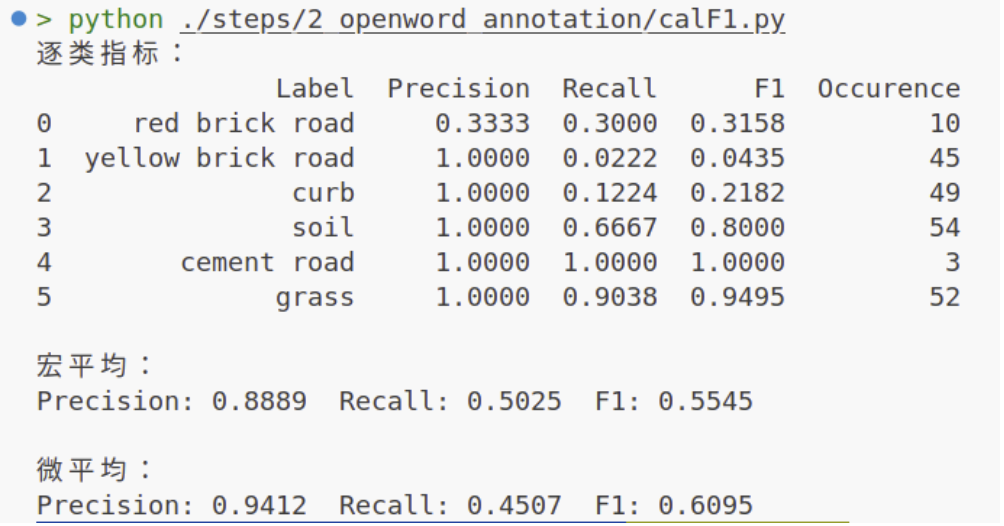 > python ./steps/2_openword_annotation/calF1.py
逐类指标：
Label Precision Recall F1 Occurence
0 red brick road 0.3333 0.3000 0.3158 10
1 yellow brick road 1.0000 0.0222 0.0435 45
2 curb 1.0000 0.1224 0.2182 49
3 soil 1.0000 0.6667 0.8000 54
4 cement road 1.0000 1.0000 1.0000 3
5 grass 1.0000 0.9038 0.9495 52
宏平均：
Precision: 0.8889 Recall: 0.5025 F1: 0.5545
微平均：
Precision: 0.9412 Recall: 0.4507 F1: 0.6095